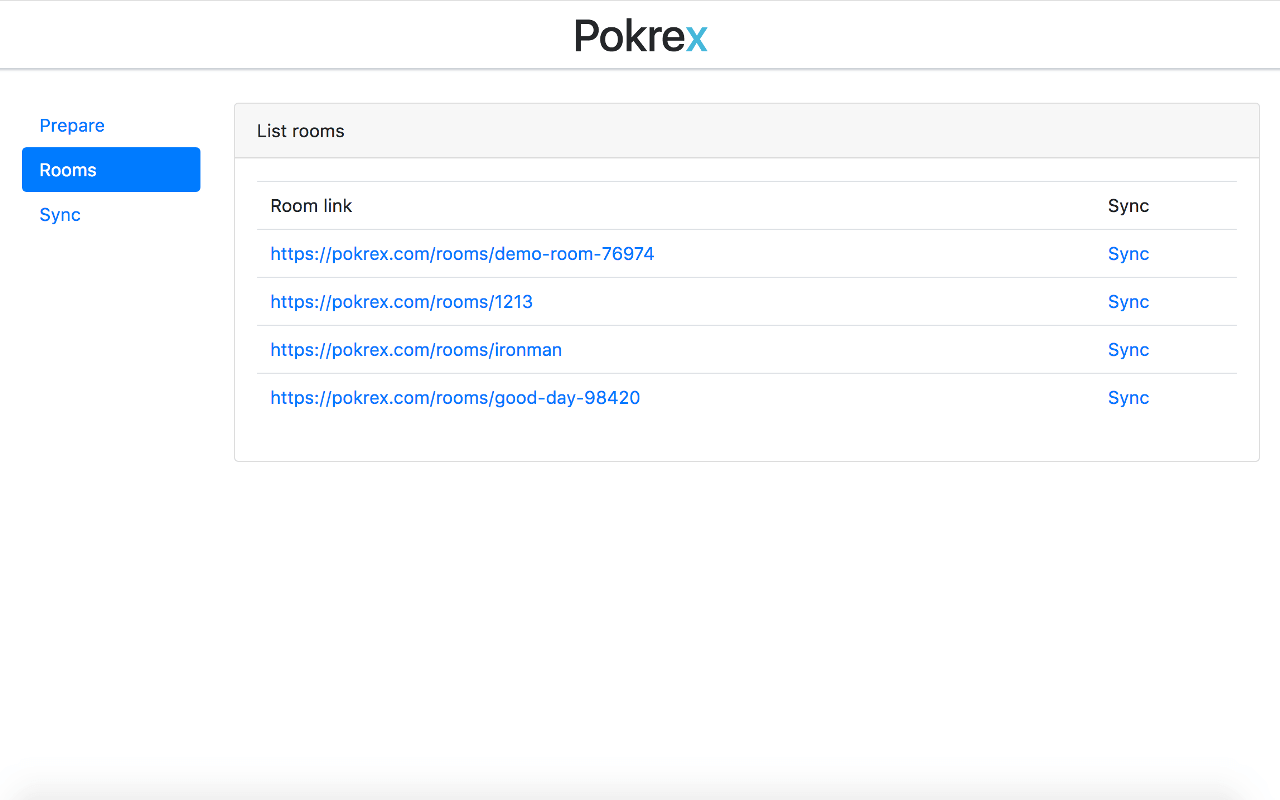 Pokrex
Prepare
Rooms
Sync
List rooms
Room link Sync
https://pokrex.com/rooms/demo-room-76974 Sync
https://pokrex.com/rooms/1213 Sync
https://pokrex.com/rooms/ironman Sync
https://pokrex.com/rooms/good-day-98420 Sync